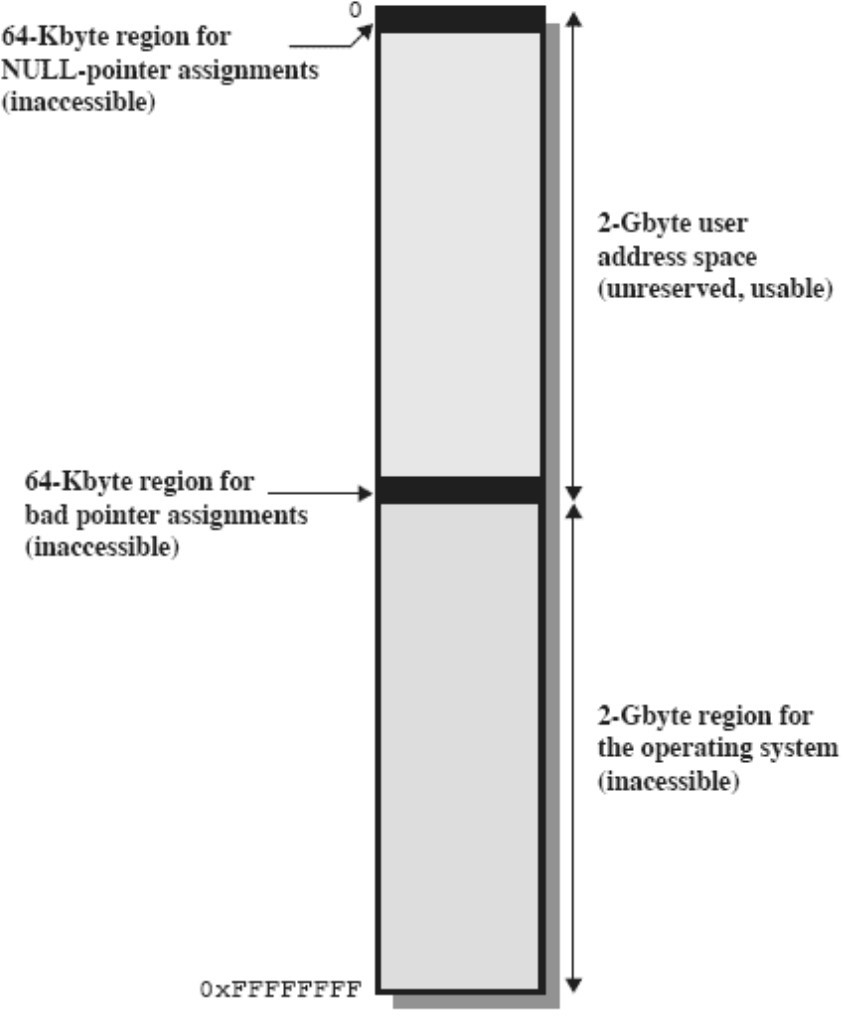 0
64-Kbyte region for
NULL-pointer assignments
(inaccessible)
2-Gbyte user
address space
(unreserved, usable)
64-Kbyte region for
bad pointer assignments
(inaccessible)
2-Gbyte region for
the operating system
(inacessible)
0xFFFFFFFF